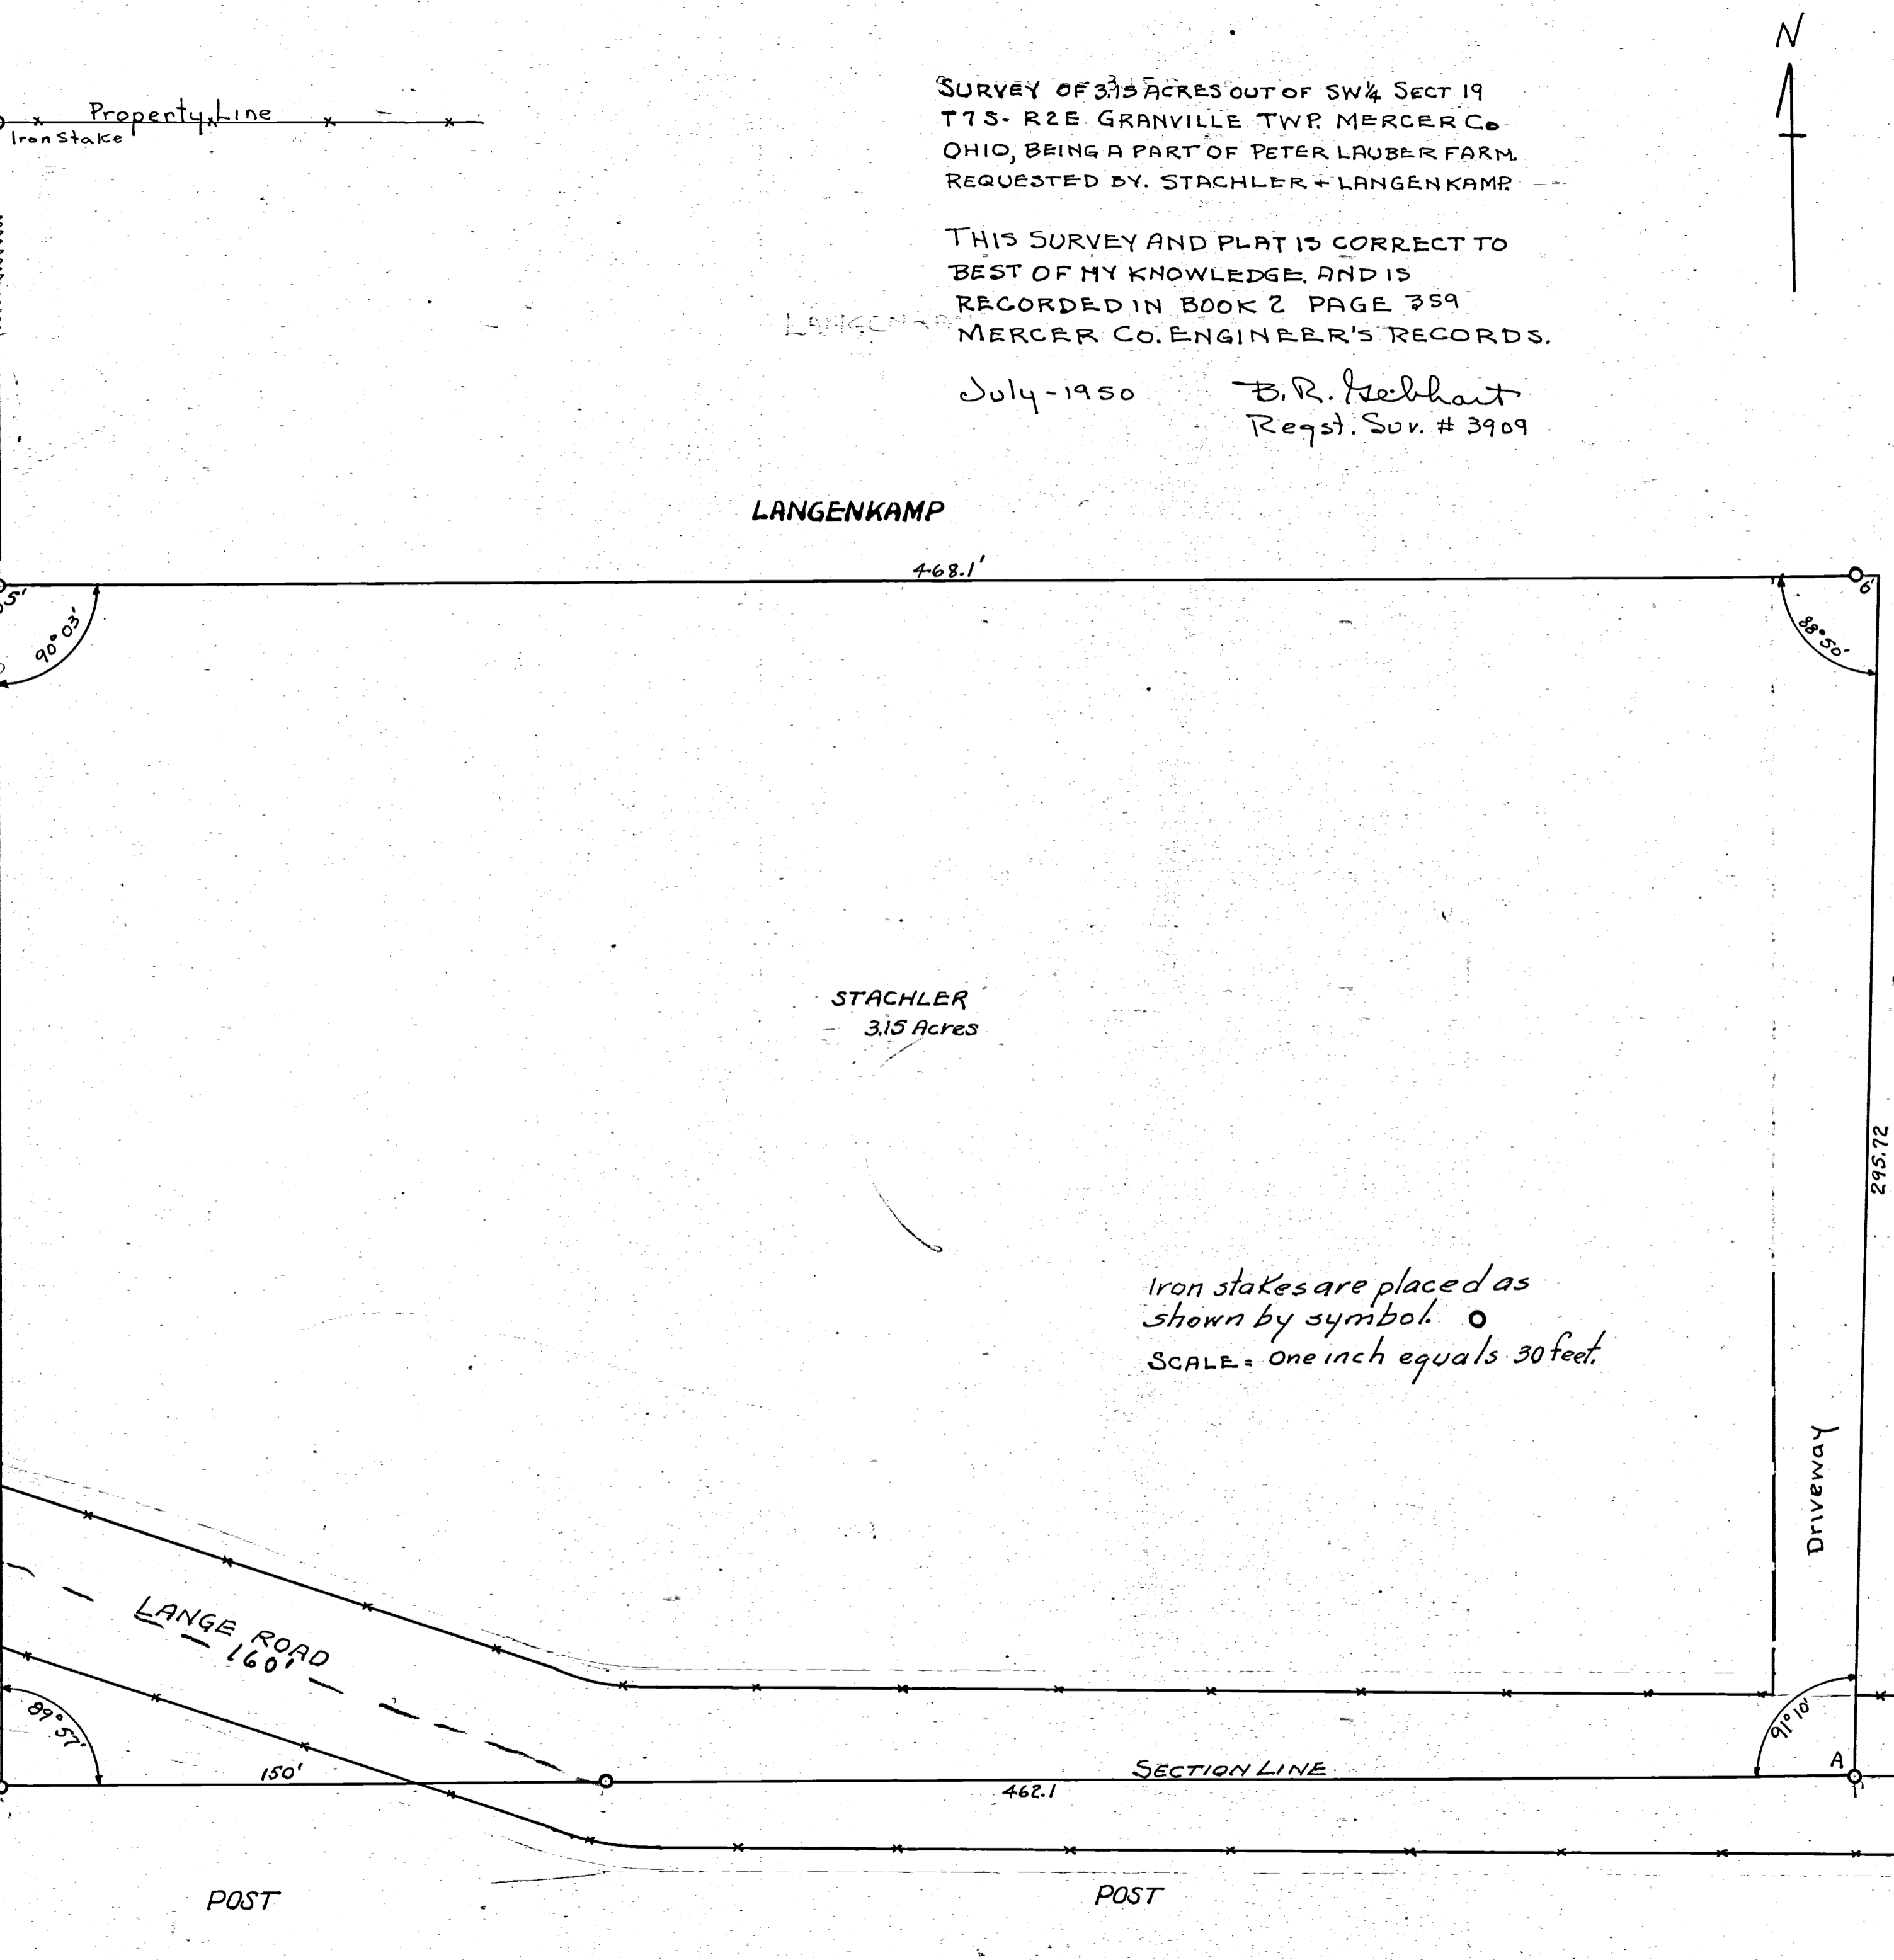 N
Property Line
Iron Stake
SURVEY OF 3.15 ACRES OUT OF SW¼ SECT 19
T7S- R2E GRANVILLE TWP. MERCER Co
OHIO, BEING A PART OF PETER LAUBER FARM.
REQUESTED BY. STACHLER + LANGENKAMP.
THIS SURVEY AND PLAT IS CORRECT TO
BEST OF MY KNOWLEDGE, AND IS
RECORDED IN BOOK 2 PAGE 359
MERCER CO. ENGINEER'S RECORDS.
July-1950
B.R. Gebhart
Regst. Sur. # 3909
LANGENKAMP
468.1'
5'
90° 03'
6'
88° 50'
STACHLER
3.15 Acres
295.72
Iron stakes are placed as
shown by symbol. O
SCALE = One inch equals 30 feet.
Driveway
LANGE ROAD
160'
89° 57'
91° 10'
A
150'
SECTION LINE
462.1
POST
POST